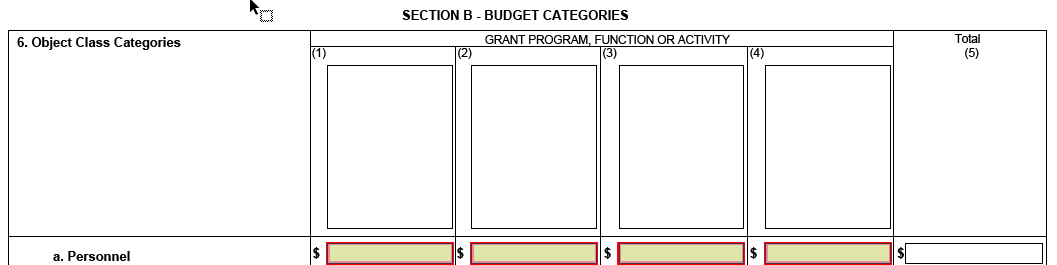 SECTION B - BUDGET CATEGORIES
6. Object Class Categories
GRANT PROGRAM, FUNCTION OR ACTIVITY
Total
(1) (2) (3) (4) (5)
a. Personnel $ $ $ $ $